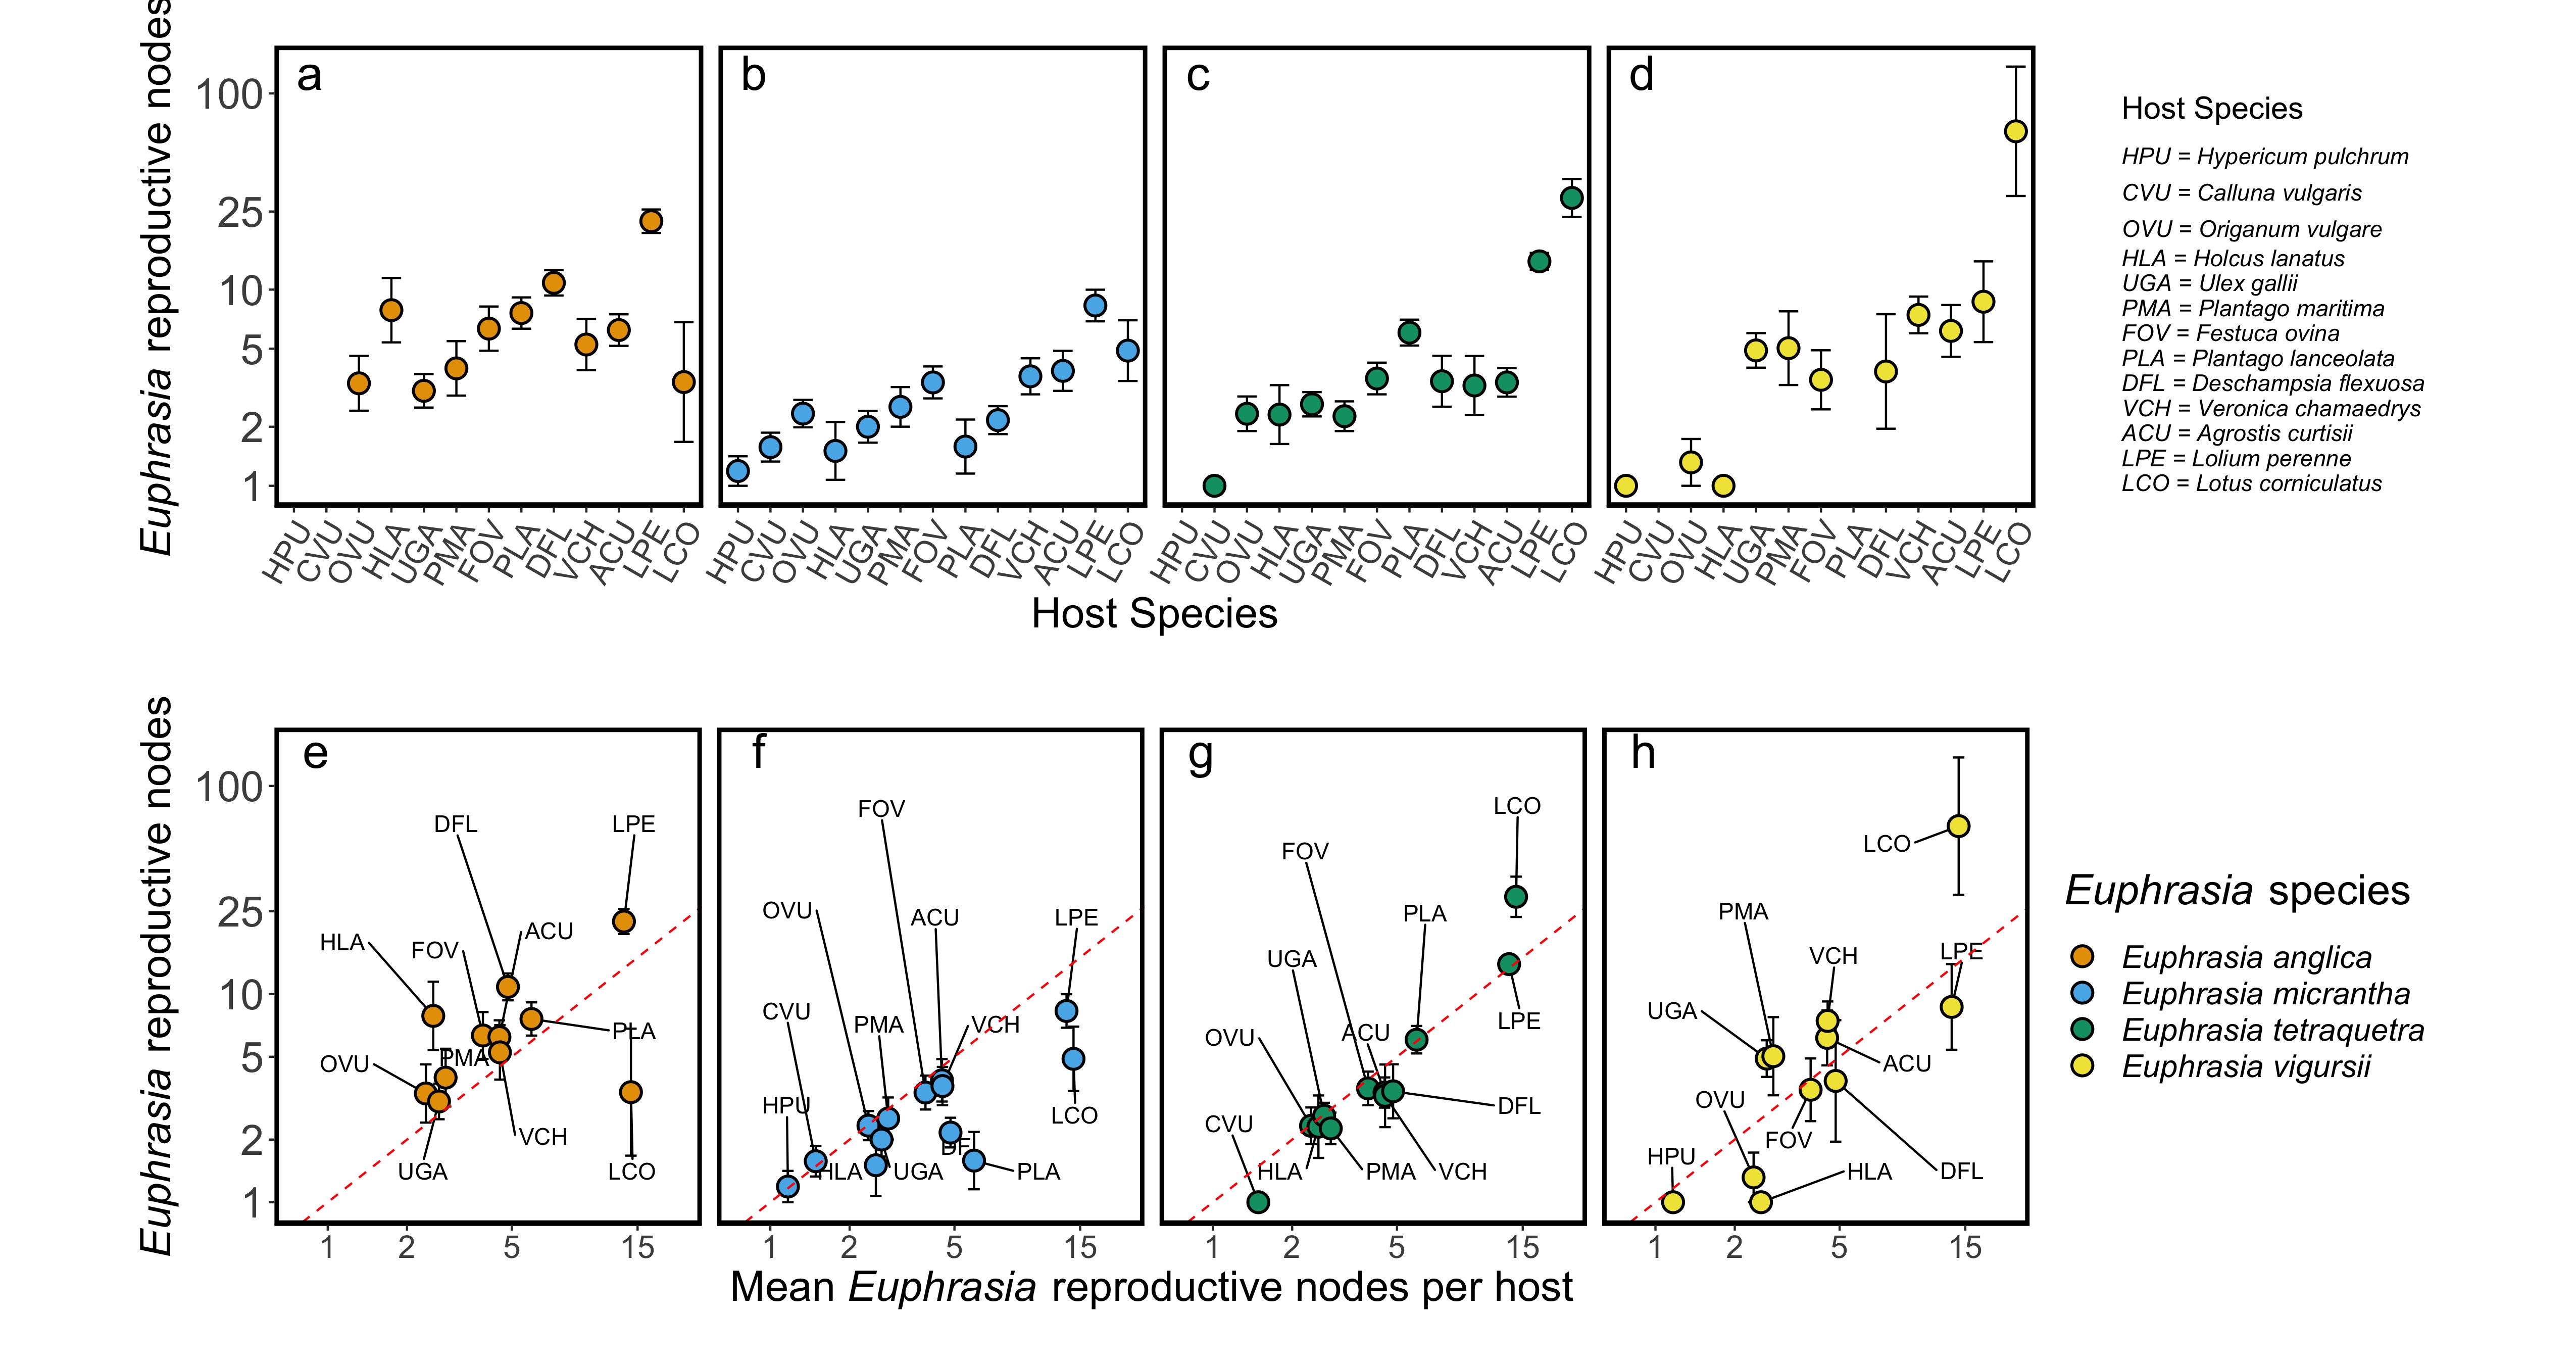 Euphrasia reproductive nodes
a
b
c
d
100
25
10
5
2
1
HPU CVU OVU HLA UGA PMA FOV PLA DFL VCH ACU LPE LCO
HPU CVU OVU HLA UGA PMA FOV PLA DFL VCH ACU LPE LCO
HPU CVU OVU HLA UGA PMA FOV PLA DFL VCH ACU LPE LCO
HPU CVU OVU HLA UGA PMA FOV PLA DFL VCH ACU LPE LCO
Host Species
Host Species
HPU = Hypericum pulchrum
CVU = Calluna vulgaris
OVU = Origanum vulgare
HLA = Holcus lanatus
UGA = Ulex gallii
PMA = Plantago maritima
FOV = Festuca ovina
PLA = Plantago lanceolata
DFL = Deschampsia flexuosa
VCH = Veronica chamaedrys
ACU = Agrostis curtisii
LPE = Lolium perenne
LCO = Lotus corniculatus
Euphrasia reproductive nodes
100
25
10
5
2
1
e
DFL
LPE
HLA
FOV
ACU
OVU
PMA
PLA
UGA
VCH
LCO
1 2 5 15
f
FOV
OVU
ACU
LPE
CVU
PMA
VCH
HPU
LCO
HLA
UGA
DF
PLA
1 2 5 15
g
LCO
FOV
PLA
UGA
OVU
ACU
LPE
CVU
DFL
HLA
PMA
VCH
1 2 5 15
h
LCO
PMA
VCH
LPE
UGA
ACU
OVU
FOV
HPU
HLA
DFL
1 2 5 15
Mean Euphrasia reproductive nodes per host
Euphrasia species
Euphrasia anglica
Euphrasia micrantha
Euphrasia tetraquetra
Euphrasia vigursii